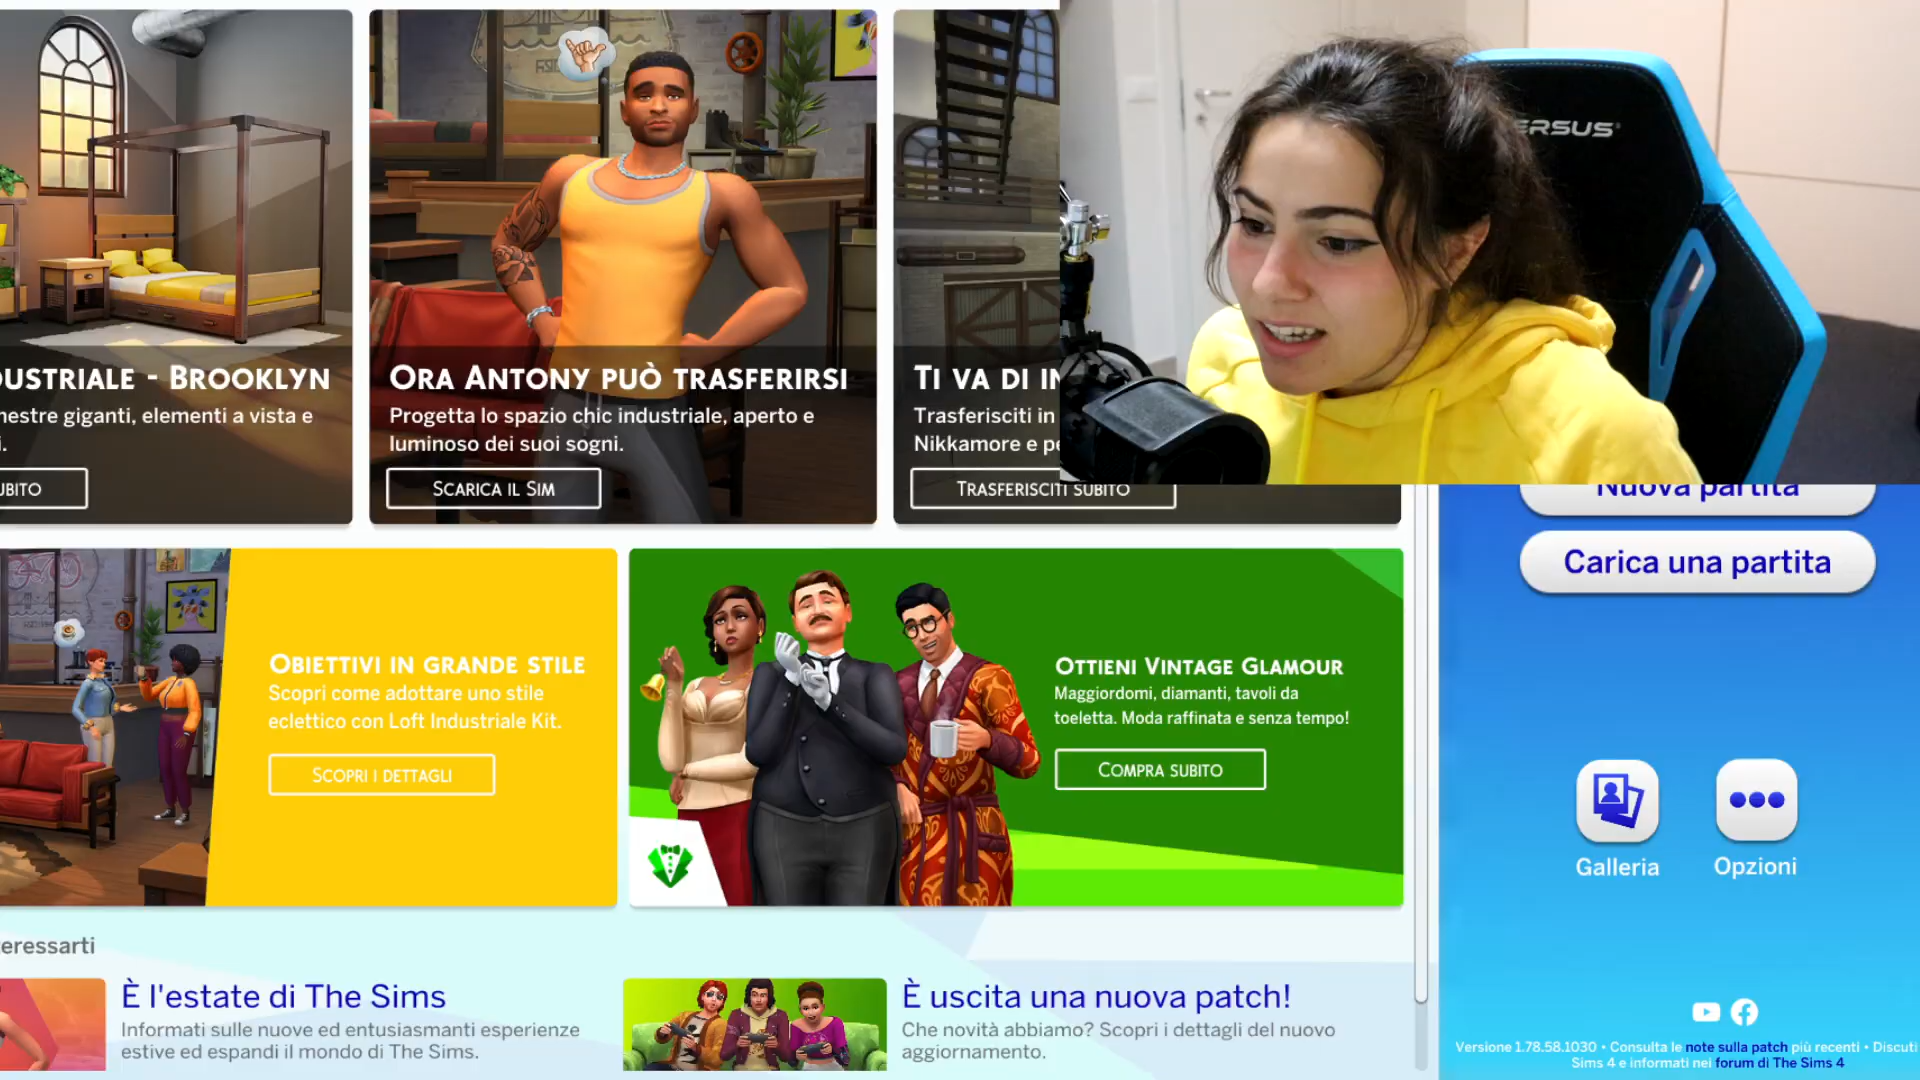 USTRIALE - BROOKLYN
nestre giganti, elementi a vista e
i.
UBITO
ORA ANTONY PUÒ TRASFERIRSI
Progetta lo spazio chic industriale, aperto e
luminoso dei suoi sogni.
SCARICA IL SIM
TI VA DI IN
Trasferisciti in
Nikkamore e pe
TRASFERISCITI SUBITO
ERSUS
Nuova partita
Carica una partita
OBIETTIVI IN GRANDE STILE
Scopri come adottare uno stile
eclettico con Loft Industriale Kit.
SCOPRI I DETTAGLI
OTTIENI VINTAGE GLAMOUR
Maggiordomi, diamanti, tavoli da
toeletta. Moda raffinata e senza tempo!
COMPRA SUBITO
Galleria
Opzioni
teressarti
È l'estate di The Sims
Informati sulle nuove ed entusiasmanti esperienze
estive ed espandi il mondo di The Sims.
È uscita una nuova patch!
Che novità abbiamo? Scopri i dettagli del nuovo
aggiornamento.
Versione 1.78.58.1030 • Consulta le note sulla patch più recenti • Discuti
Sims 4 e informati nei forum di The Sims 4